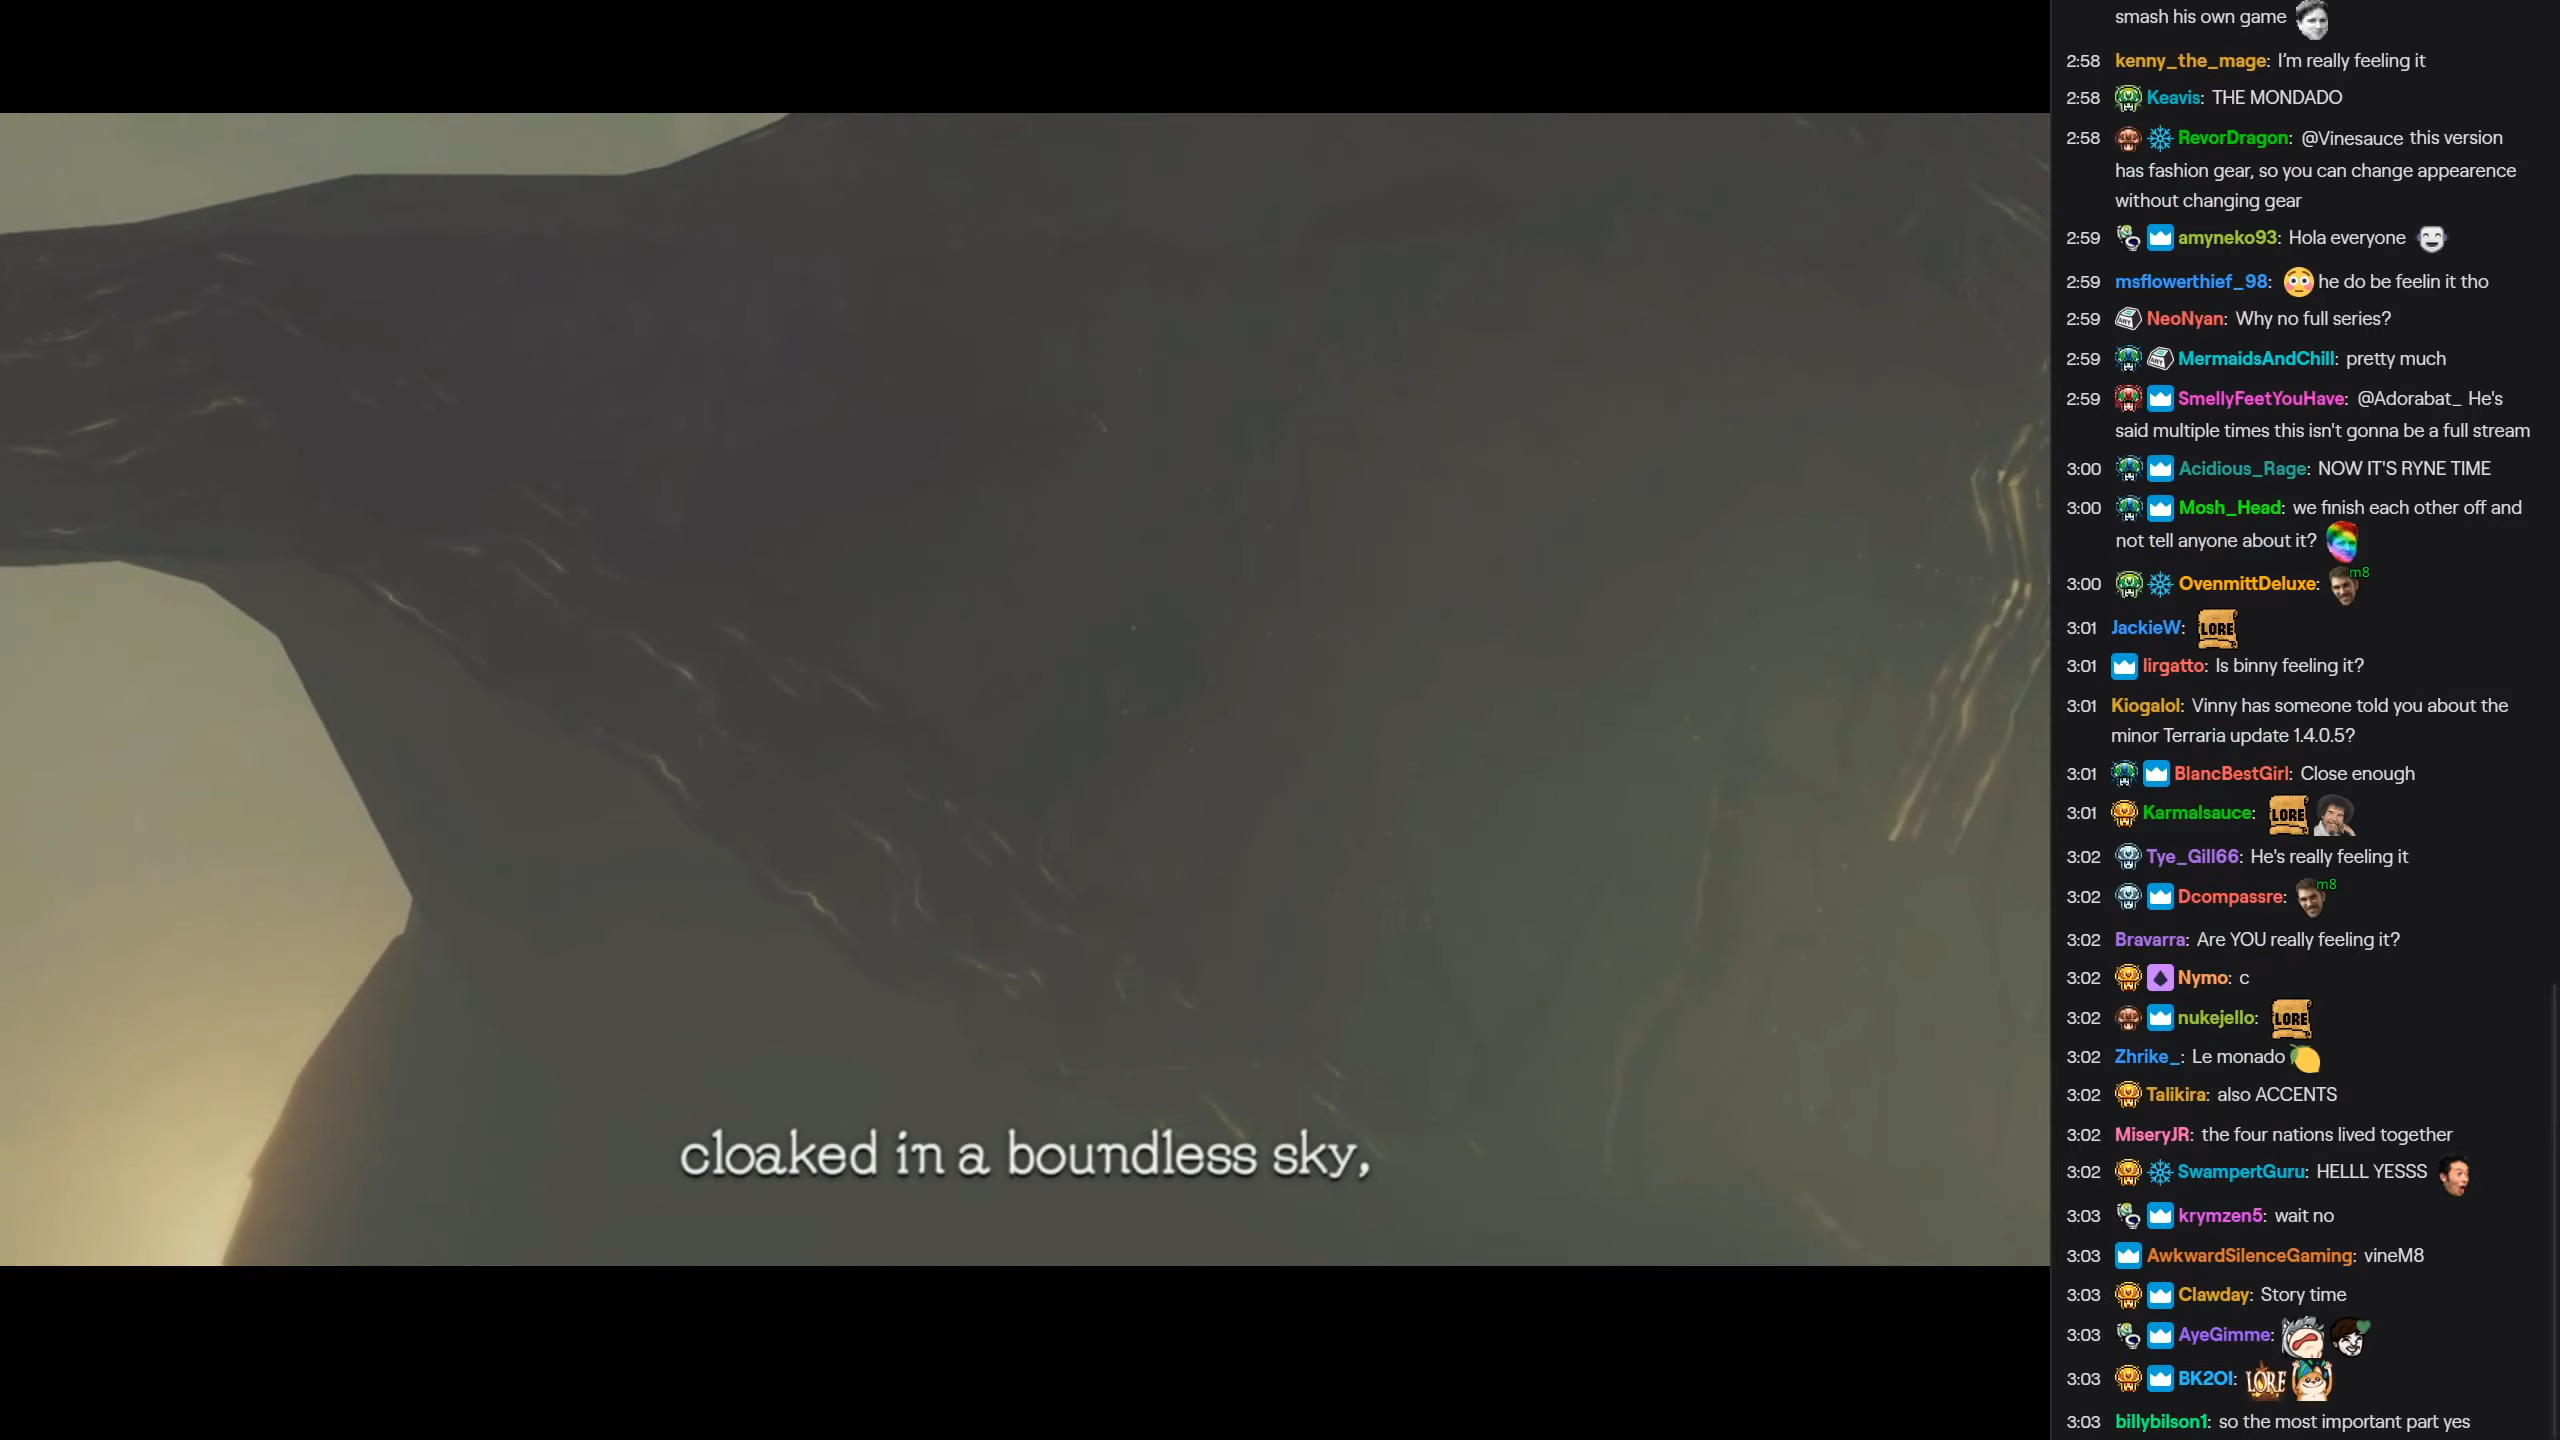 cloaked in a boundless sky,
smash his own game
2:58 kenny_the_mage: I'm really feeling it
2:58 Keavis: THE MONDADO
2:58 RevorDragon: @Vinesauce this version
has fashion gear, so you can change appearence
without changing gear
2:59 amyneko93: Hola everyone
2:59 msflowerthief_98: he do be feelin it tho
2:59 NeoNyan: Why no full series?
2:59 MermaidsAndChill: pretty much
2:59 SmellyFeetYouHave: @Adorabat_ He's
said multiple times this isn't gonna be a full stream
3:00 Acidious_Rage: NOW IT'S RYNE TIME
3:00 Mosh_Head: we finish each other off and
not tell anyone about it?
3:00 OvenmittDeluxe: m8
3:01 JackieW: LORE
3:01 lirgatto: Is binny feeling it?
3:01 Kiogalol: Vinny has someone told you about the
minor Terraria update 1.4.0.5?
3:01 BlancBestGirl: Close enough
3:01 Karmalsauce: LORE
3:02 Tye_Gill66: He's really feeling it
3:02 Dcompassre: m8
3:02 Bravarra: Are YOU really feeling it?
3:02 Nymo: c
3:02 nukejello: LORE
3:02 Zhrike_: Le monado
3:02 Talikira: also ACCENTS
3:02 MiseryJR: the four nations lived together
3:02 SwampertGuru: HELLL YESSS
3:03 krymzen5: wait no
3:03 AwkwardSilenceGaming: vineM8
3:03 Clawday: Story time
3:03 AyeGimme:
3:03 BK2OI: LORE
3:03 billybilson1: so the most important part yes